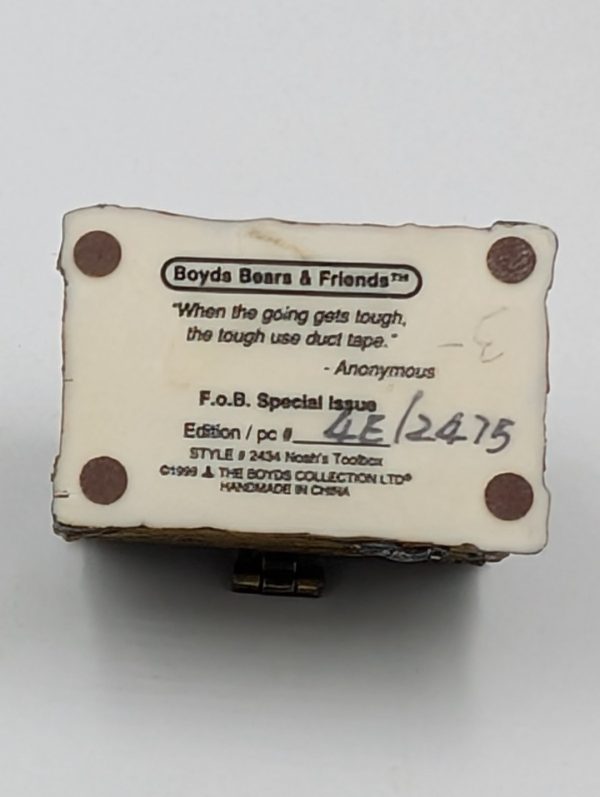 Boyds Bears & Friends™
"When the going gets tough,
the tough use duct tape."
- Anonymous
F.o.B. Special Issue
Edition / pc # 4E/2475
STYLE # 2434 Noah's Toolbox
©1999 THE BOYDS COLLECTION LTD®
HANDMADE IN CHINA